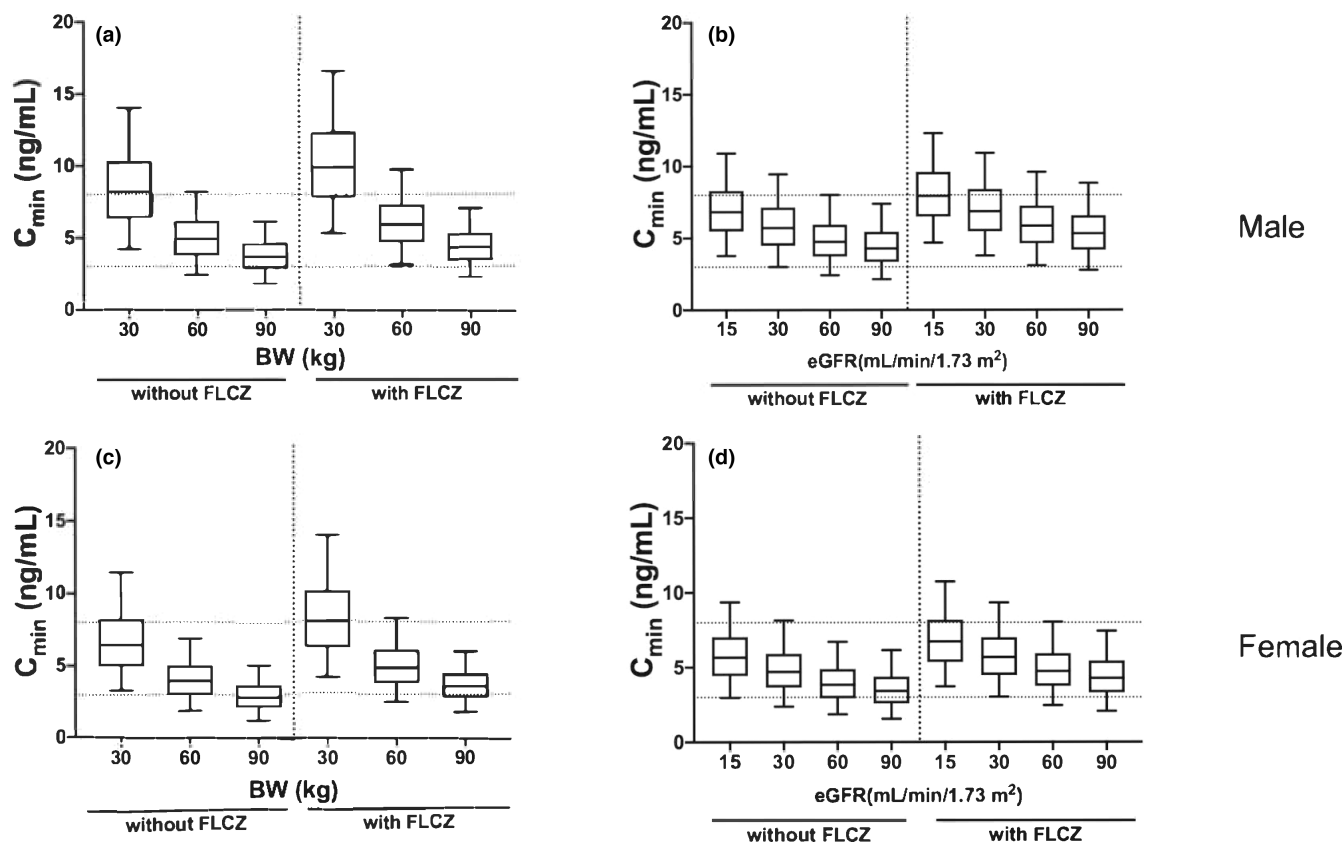 (a)
20
15
10
5
0
C_min (ng/mL)
30 60 90 30 60 90
BW (kg)
without FLCZ with FLCZ
(b)
20
15
10
5
0
C_min (ng/mL)
15 30 60 90 15 30 60 90
eGFR(mL/min/1.73 m²)
without FLCZ with FLCZ
Male
(c)
20
15
10
5
0
C_min (ng/mL)
30 60 90 30 60 90
BW (kg)
without FLCZ with FLCZ
(d)
20
15
10
5
0
C_min (ng/mL)
15 30 60 90 15 30 60 90
eGFR(mL/min/1.73 m²)
without FLCZ with FLCZ
Female